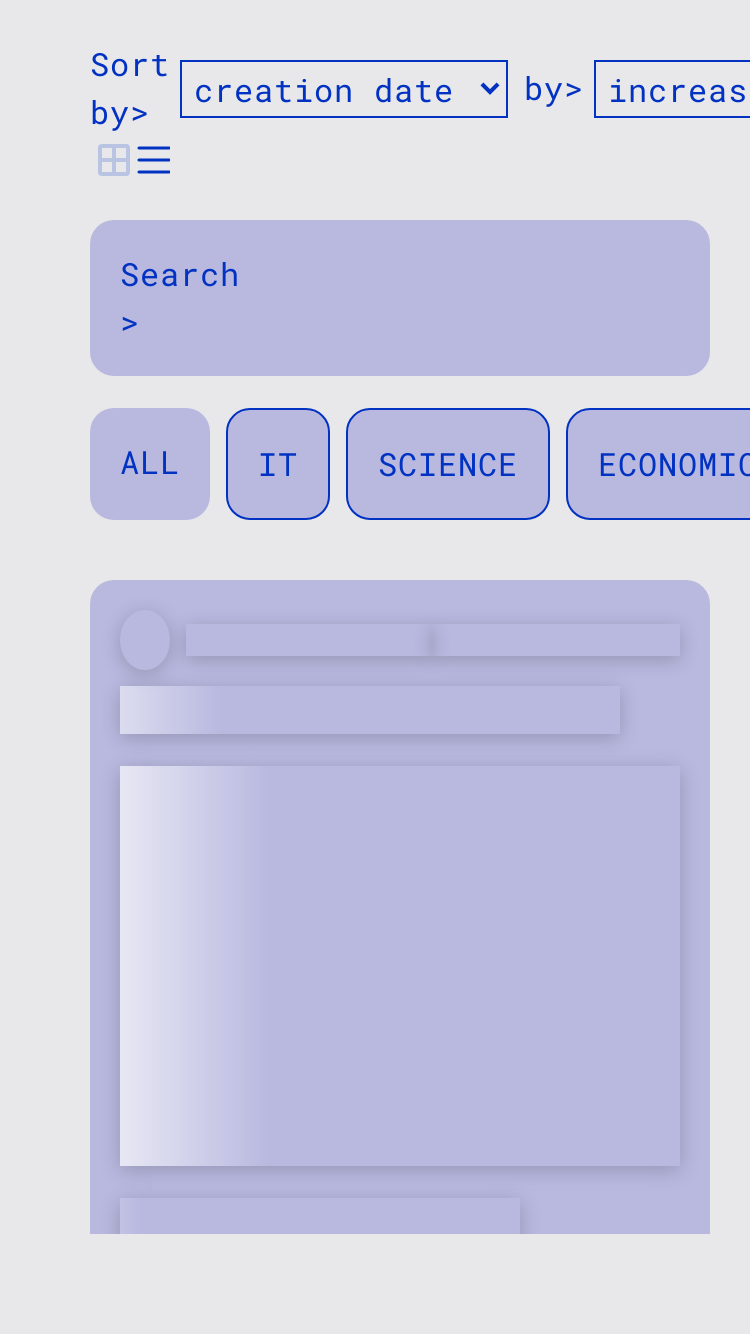 Sort by>
creation date
by>
increas
Search
>
ALL
IT
SCIENCE
ECONOMIC